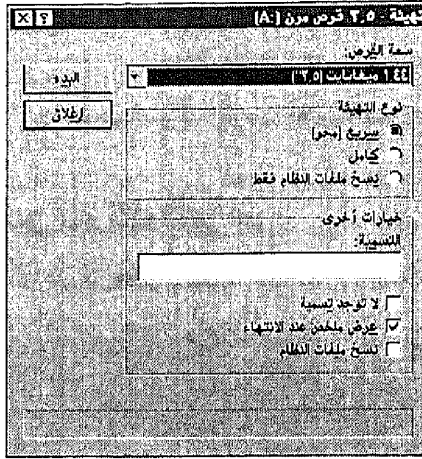 تهيئة - ٣.٥ قرص مرن (A:)
سعة القرص:
١.٤٤ ميغابايت (٣.٥")
البدء
إغلاق
نوع التهيئة
سريع (محو)
كامل
نسخ ملفات النظام فقط
خيارات أخرى
التسمية:
لا توجد تسمية
عرض ملخص عند الانتهاء
نسخ ملفات النظام